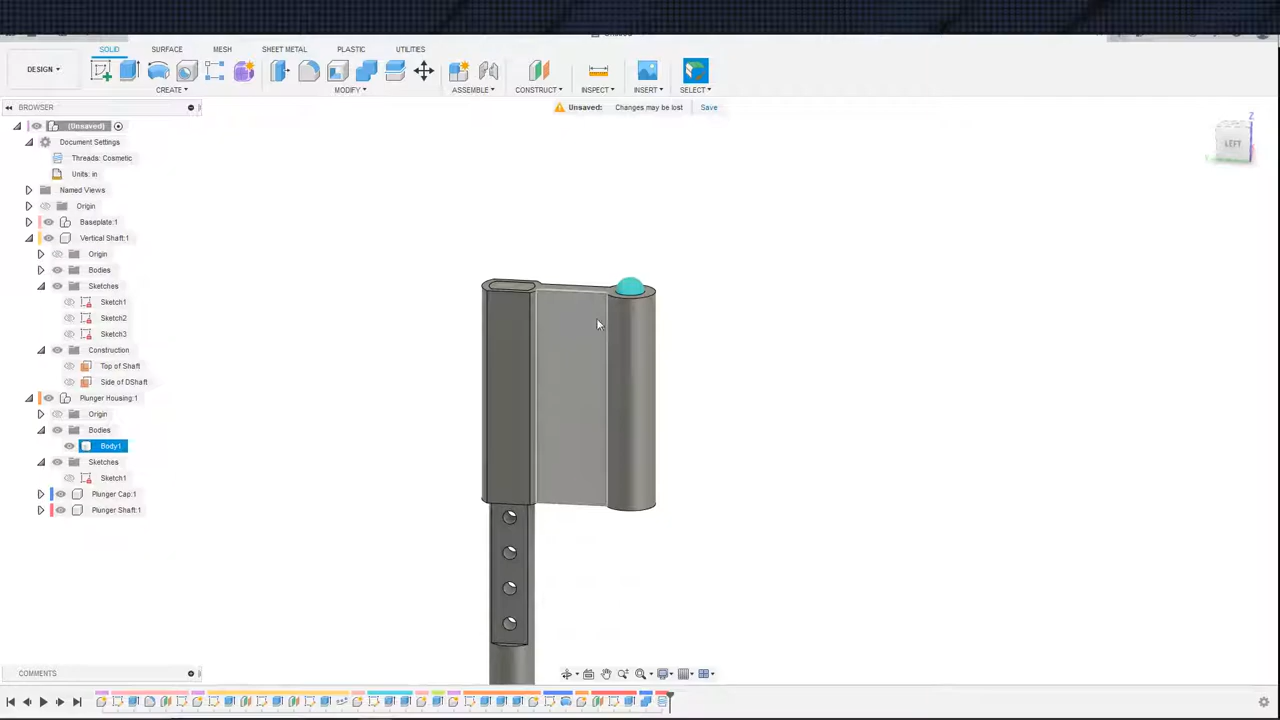 SOLID SURFACE MESH SHEET METAL PLASTIC UTILITIES
DESIGN ▾
CREATE ▾ MODIFY ▾ ASSEMBLE ▾ CONSTRUCT ▾ INSPECT ▾ INSERT ▾ SELECT ▾
BROWSER
Unsaved: Changes may be lost Save
(Unsaved)
Document Settings
Threads: Cosmetic
Units: in
Named Views
Origin
Baseplate:1
Vertical Shaft:1
Origin
Bodies
Sketches
Sketch1
Sketch2
Sketch3
Construction
Top of Shaft
Side of DShaft
Plunger Housing:1
Origin
Bodies
Body1
Sketches
Sketch1
Plunger Cap:1
Plunger Shaft:1
Z
LEFT
COMMENTS